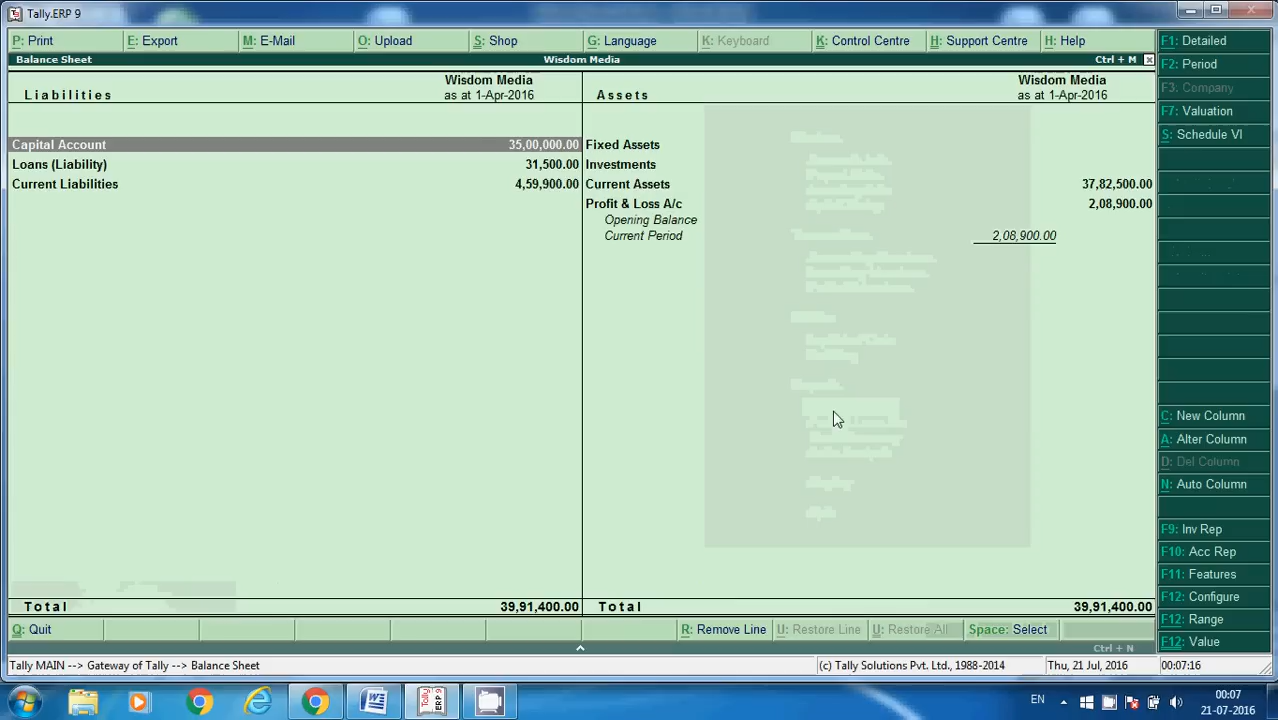 Tally.ERP 9
P: Print E: Export M: E-Mail O: Upload S: Shop G: Language K: Keyboard K: Control Centre H: Support Centre H: Help
Balance Sheet Wisdom Media Ctrl + M
Wisdom Media
Liabilities as at 1-Apr-2016
Wisdom Media
Assets as at 1-Apr-2016
Capital Account 35,00,000.00
Loans (Liability) 31,500.00
Current Liabilities 4,59,900.00
Fixed Assets
Investments
Current Assets 37,82,500.00
Profit & Loss A/c 2,08,900.00
Opening Balance
Current Period 2,08,900.00
Total 39,91,400.00
Total 39,91,400.00
F1: Detailed
F2: Period
F3: Company
F7: Valuation
S: Schedule VI
C: New Column
A: Alter Column
D: Del Column
N: Auto Column
F9: Inv Rep
F10: Acc Rep
F11: Features
F12: Configure
F12: Range
F12: Value
Q: Quit R: Remove Line U: Restore Line U: Restore All Space: Select
Ctrl + N
Tally MAIN --> Gateway of Tally --> Balance Sheet (c) Tally Solutions Pvt. Ltd., 1988-2014 Thu, 21 Jul, 2016 00:07:16
EN 00:07
21-07-2016